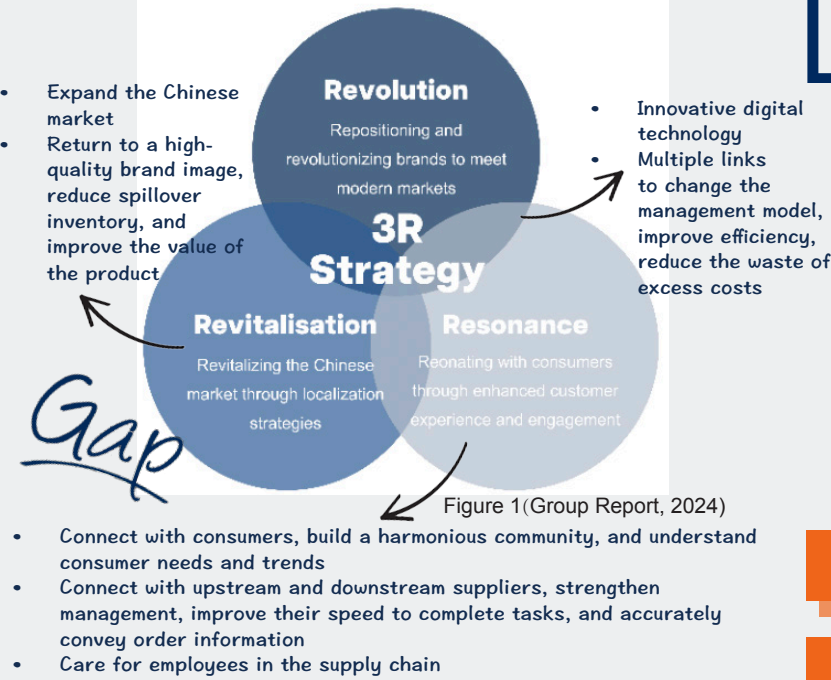 • Expand the Chinese
market
• Return to a high-
quality brand image,
reduce spillover
inventory, and
improve the value of
the product
Revolution
Repositioning and
revolutionizing brands to meet
modern markets
• Innovative digital
technology
• Multiple links
to change the
management model,
improve efficiency,
reduce the waste of
excess costs
3R
Strategy
Revitalisation
Revitalizing the Chinese
market through localization
strategies
Resonance
Reonating with consumers
through enhanced customer
experience and engagement
Gap
Figure 1(Group Report, 2024)
• Connect with consumers, build a harmonious community, and understand
consumer needs and trends
• Connect with upstream and downstream suppliers, strengthen
management, improve their speed to complete tasks, and accurately
convey order information
• Care for employees in the supply chain